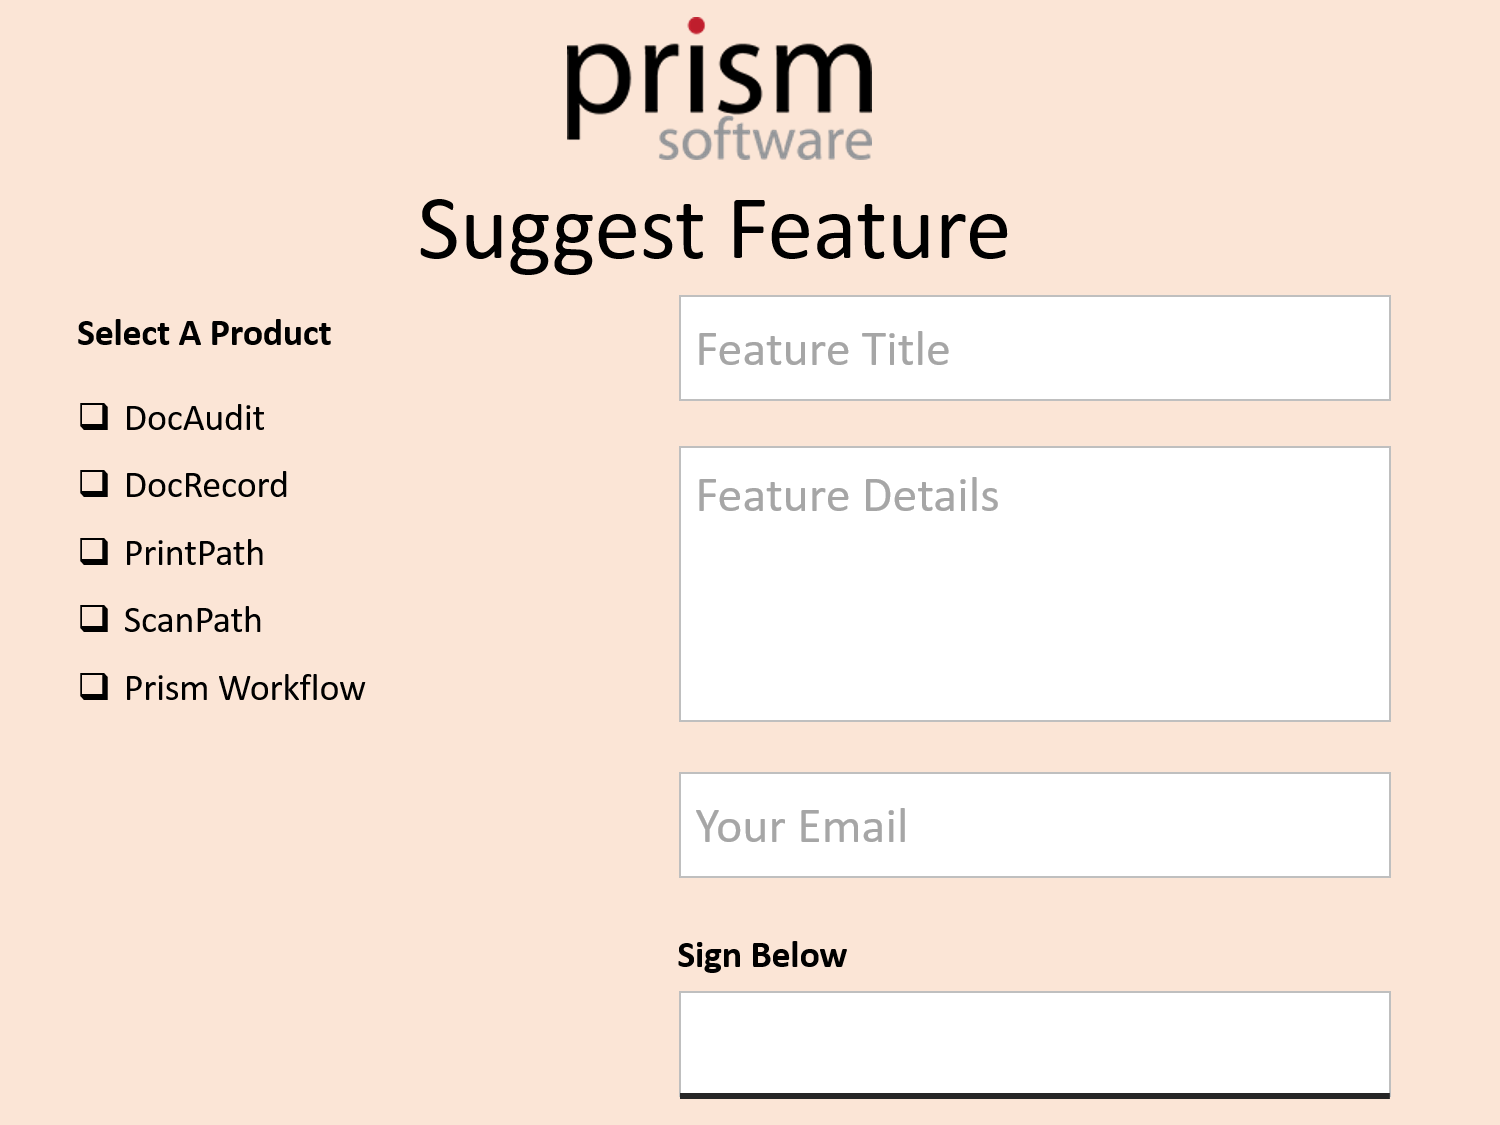 prism
software
Suggest Feature
Select A Product
DocAudit
DocRecord
PrintPath
ScanPath
Prism Workflow
Feature Title
Feature Details
Your Email
Sign Below